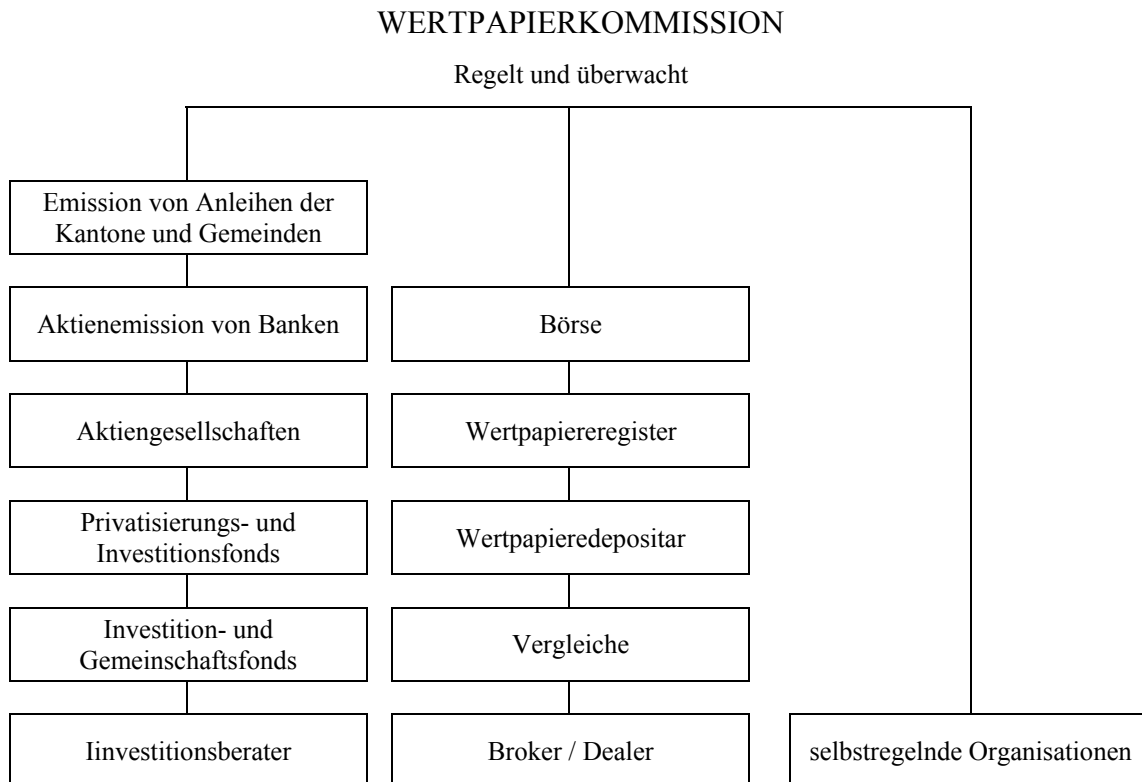 WERTPAPIERKOMMISSION
Regelt und überwacht
Emission von Anleihen der
Kantone und Gemeinden
Aktienemission von Banken
Börse
Aktiengesellschaften
Wertpapiereregister
Privatisierungs- und
Investitionsfonds
Wertpapieredepositar
Investition- und
Gemeinschaftsfonds
Vergleiche
Iinvestitionsberater
Broker / Dealer
selbstregelnde Organisationen